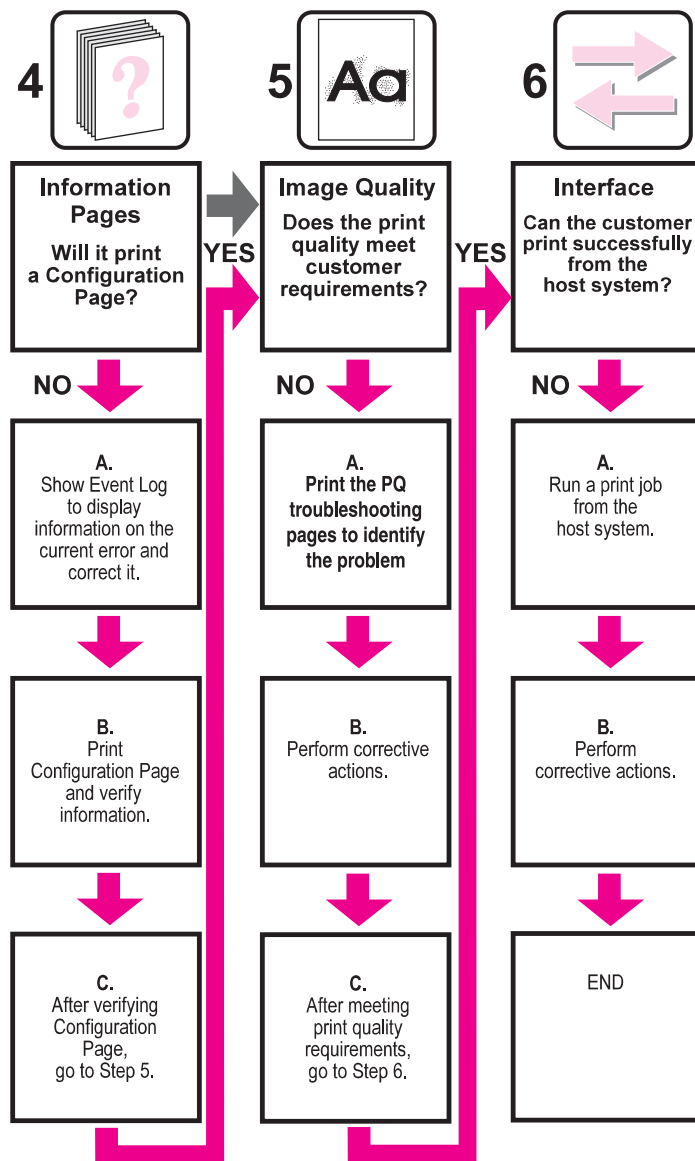 4
?
Information
Pages
Will it print
a Configuration
Page?
YES
NO
A.
Show Event Log
to display
information on the
current error and
correct it.
B.
Print
Configuration Page
and verify
information.
C.
After verifying
Configuration
Page,
go to Step 5.
5
Aa
Image Quality
Does the print
quality meet
customer
requirements?
YES
NO
A.
Print the PQ
troubleshooting
pages to identify
the problem
B.
Perform corrective
actions.
C.
After meeting
print quality
requirements,
go to Step 6.
6
Interface
Can the customer
print successfully
from the
host system?
NO
A.
Run a print job
from the
host system.
B.
Perform
corrective actions.
END